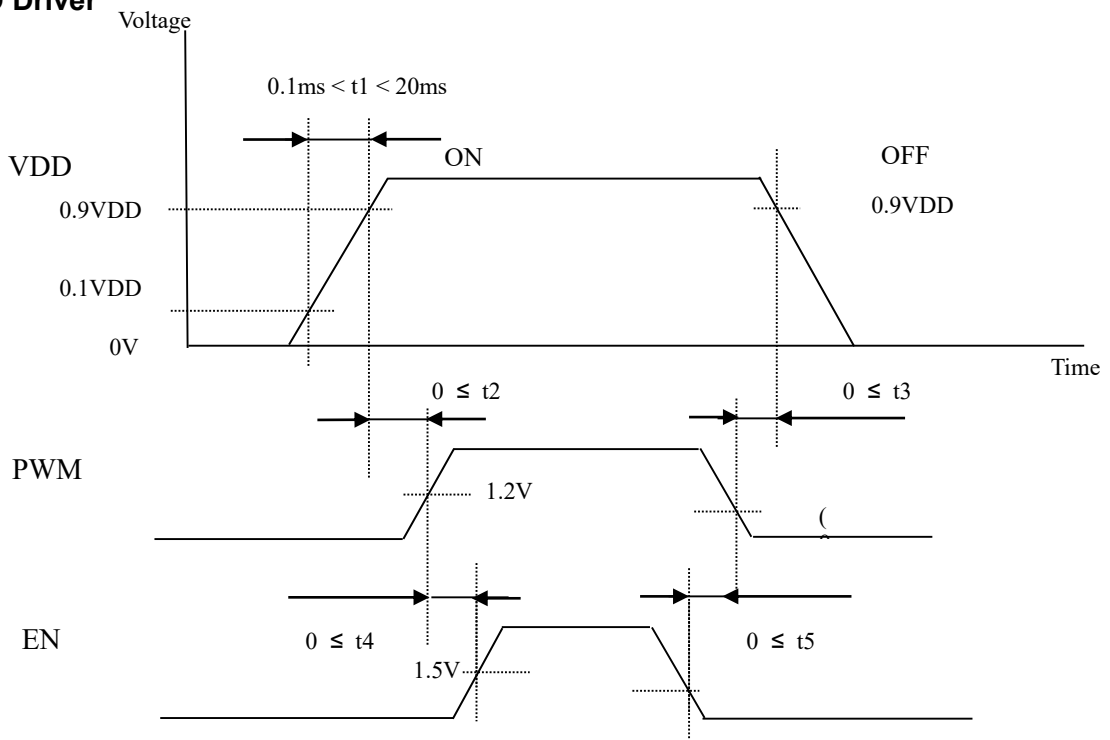 Driver
Voltage
0.1ms < t1 < 20ms
VDD
ON
OFF
0.9VDD
0.9VDD
0.1VDD
0V
Time
0 ≤ t2
0 ≤ t3
PWM
1.2V
(
EN
0 ≤ t4
0 ≤ t5
1.5V